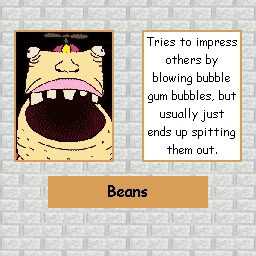 Tries to impress
others by
blowing bubble
gum bubbles, but
usually just
ends up spitting
them out.
Beans